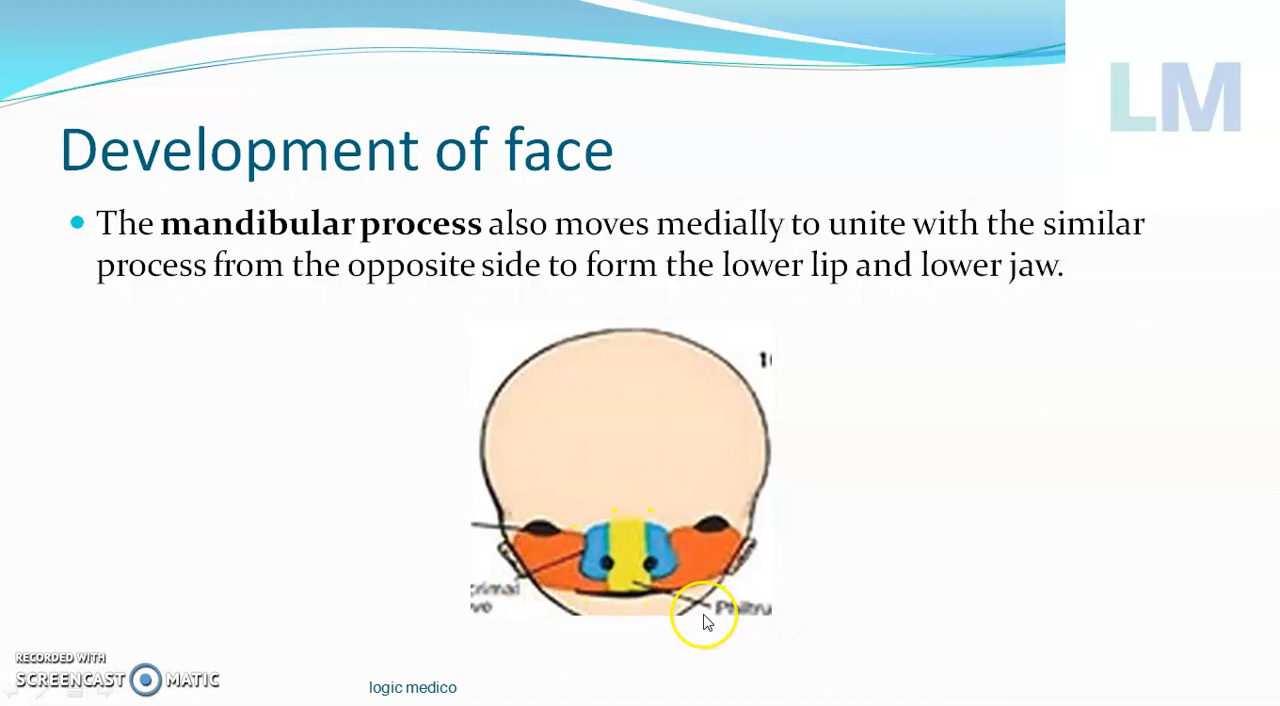 LM
Development of face
The mandibular process also moves medially to unite with the similar
process from the opposite side to form the lower lip and lower jaw.
RECORDED WITH
SCREENCAST MATIC
logic medico